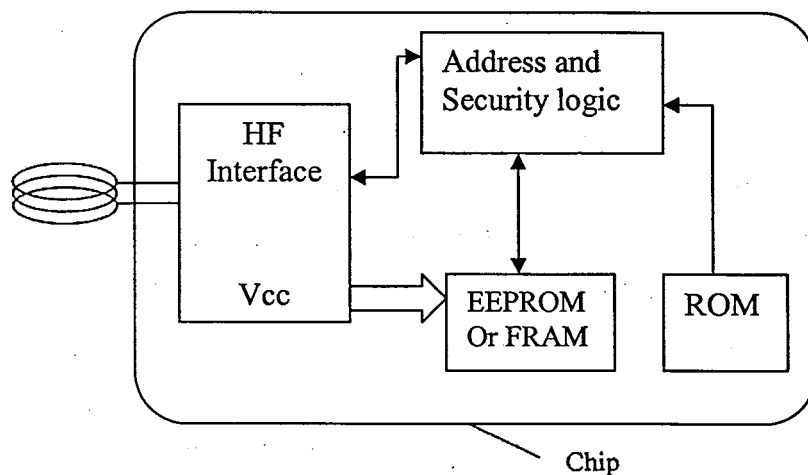 Address and
Security logic
HF
Interface
Vcc
EEPROM
Or FRAM
ROM
Chip